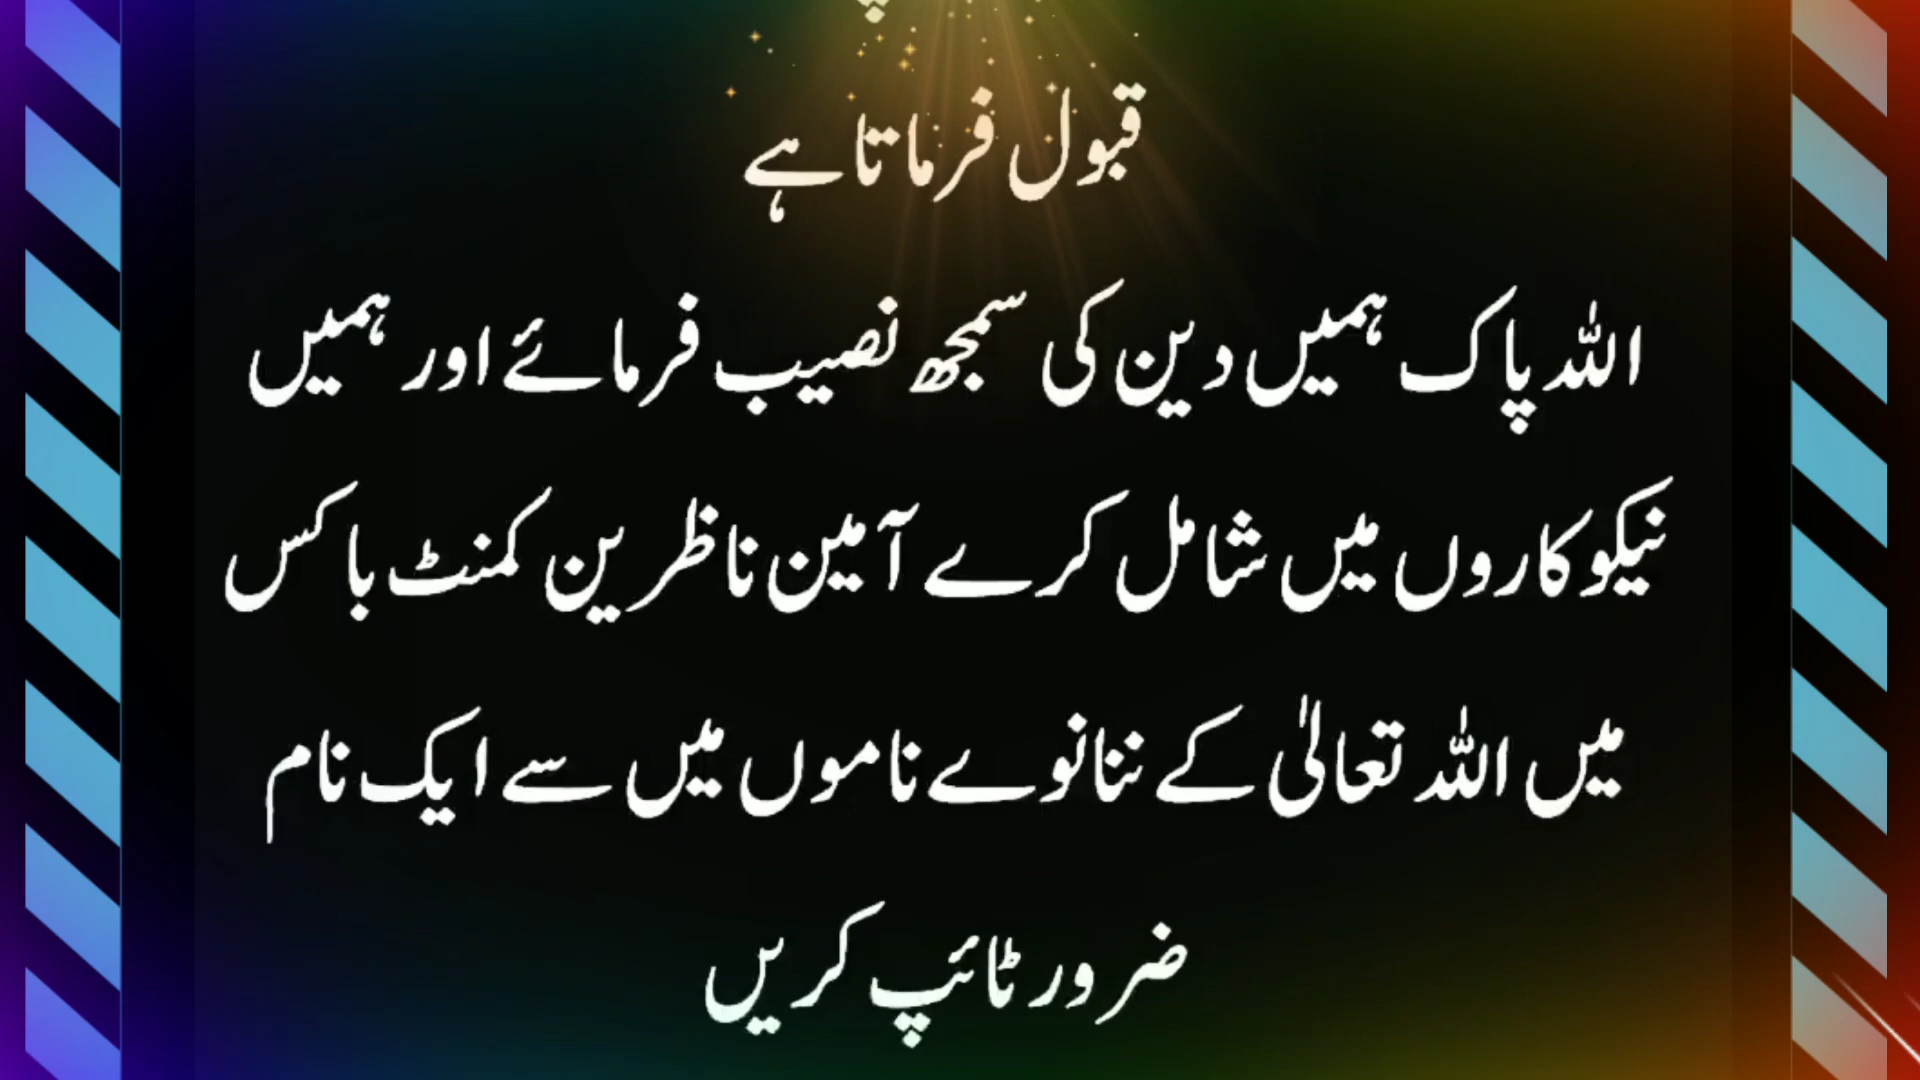 قبول فرماتا ہے
اللہ پاک ہمیں دین کی سمجھ نصیب فرمائے اور ہمیں
نیکوکاروں میں شامل کرے آمین ناظرین کمنٹ باکس
میں اللہ تعالیٰ کے ننانوے ناموں میں سے ایک نام
ضرور ٹائپ کریں